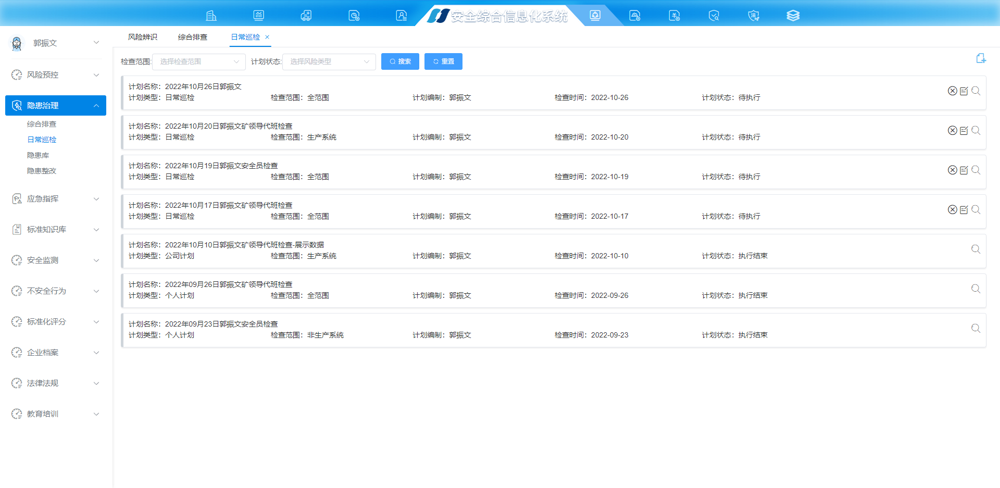 安全综合信息化系统
郭振文
风险预控
隐患治理
综合排查
日常巡检
隐患库
隐患整改
应急指挥
标准知识库
安全监测
不安全行为
标准化评分
企业档案
法律法规
教育培训
风险辨识 综合排查 日常巡检 ×
检查范围: 选择检查范围 计划状态: 选择风险类型 搜索 重置
计划名称：2022年10月26日郭振文
计划类型：日常巡检 检查范围：全范围 计划编制：郭振文 检查时间：2022-10-26 计划状态：待执行
计划名称：2022年10月20日郭振文矿领导代班检查
计划类型：日常巡检 检查范围：生产系统 计划编制：郭振文 检查时间：2022-10-20 计划状态：待执行
计划名称：2022年10月19日郭振文安全员检查
计划类型：日常巡检 检查范围：全范围 计划编制：郭振文 检查时间：2022-10-19 计划状态：待执行
计划名称：2022年10月17日郭振文矿领导代班检查
计划类型：日常巡检 检查范围：全范围 计划编制：郭振文 检查时间：2022-10-17 计划状态：待执行
计划名称：2022年10月10日郭振文矿领导代班检查-展示数据
计划类型：公司计划 检查范围：生产系统 计划编制：郭振文 检查时间：2022-10-10 计划状态：执行结束
计划名称：2022年09月26日郭振文矿领导代班检查
计划类型：个人计划 检查范围：全范围 计划编制：郭振文 检查时间：2022-09-26 计划状态：执行结束
计划名称：2022年09月23日郭振文安全员检查
计划类型：个人计划 检查范围：非生产系统 计划编制：郭振文 检查时间：2022-09-23 计划状态：执行结束